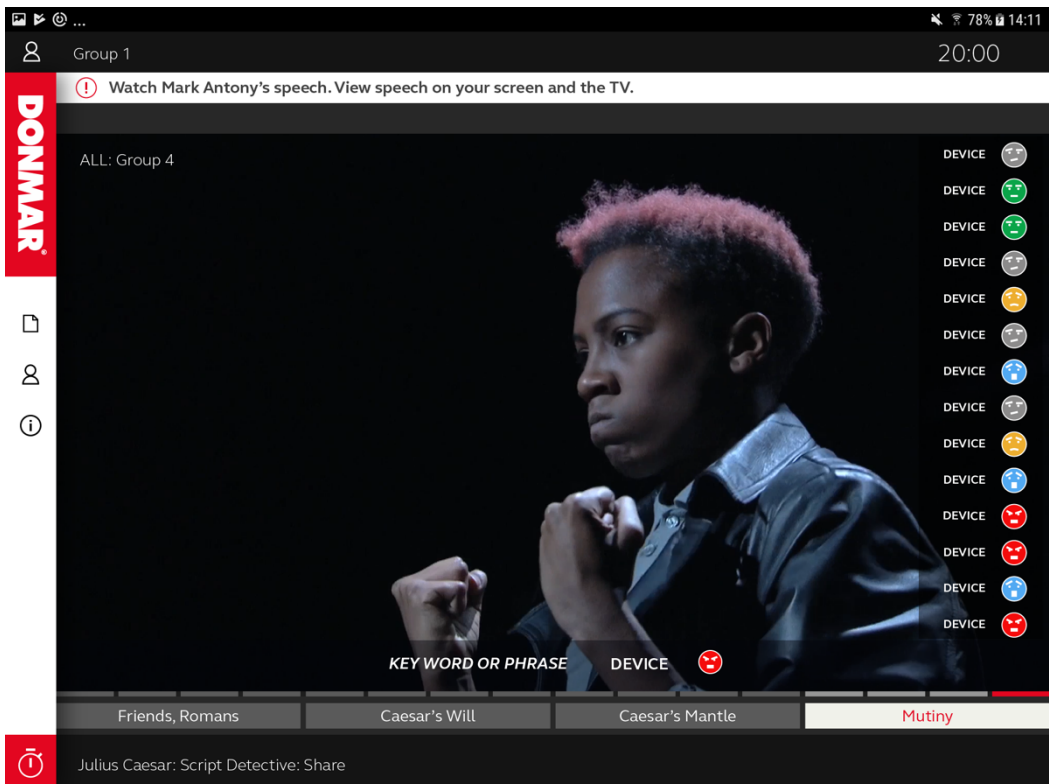 ... 78% 14:11
Group 1 20:00
Watch Mark Antony's speech. View speech on your screen and the TV.
DONMAR®
ALL: Group 4
DEVICE
DEVICE
DEVICE
DEVICE
DEVICE
DEVICE
DEVICE
DEVICE
DEVICE
DEVICE
DEVICE
DEVICE
DEVICE
DEVICE
KEY WORD OR PHRASE DEVICE
Friends, Romans Caesar's Will Caesar's Mantle Mutiny
Julius Caesar: Script Detective: Share